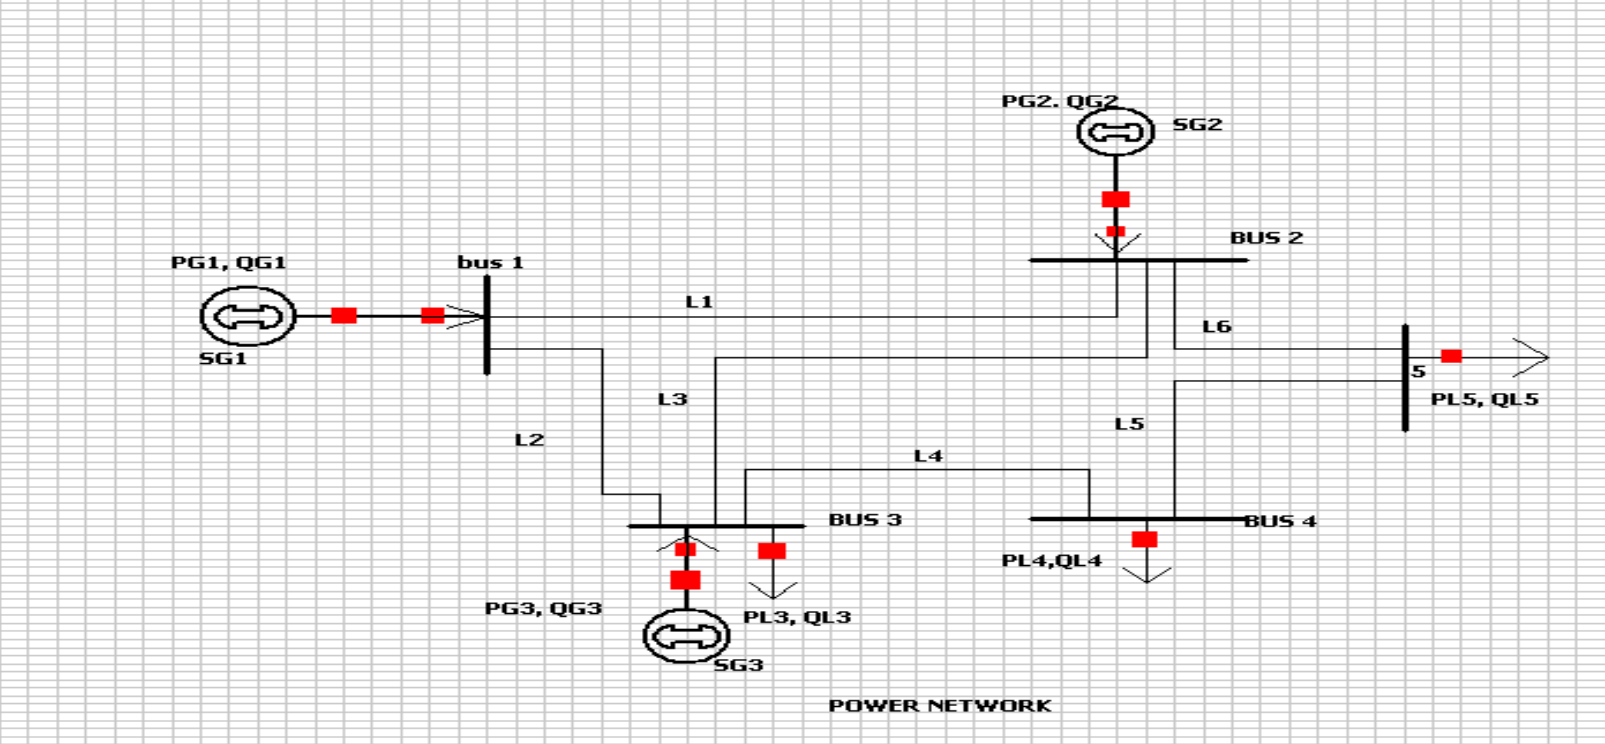 PG2. QG2
SG2
BUS 2
PG1, QG1
bus 1
L1
L6
SG1
5
L3
PL5, QL5
L5
L2
L4
BUS 3
BUS 4
PL4,QL4
PG3, QG3
PL3, QL3
SG3
POWER NETWORK